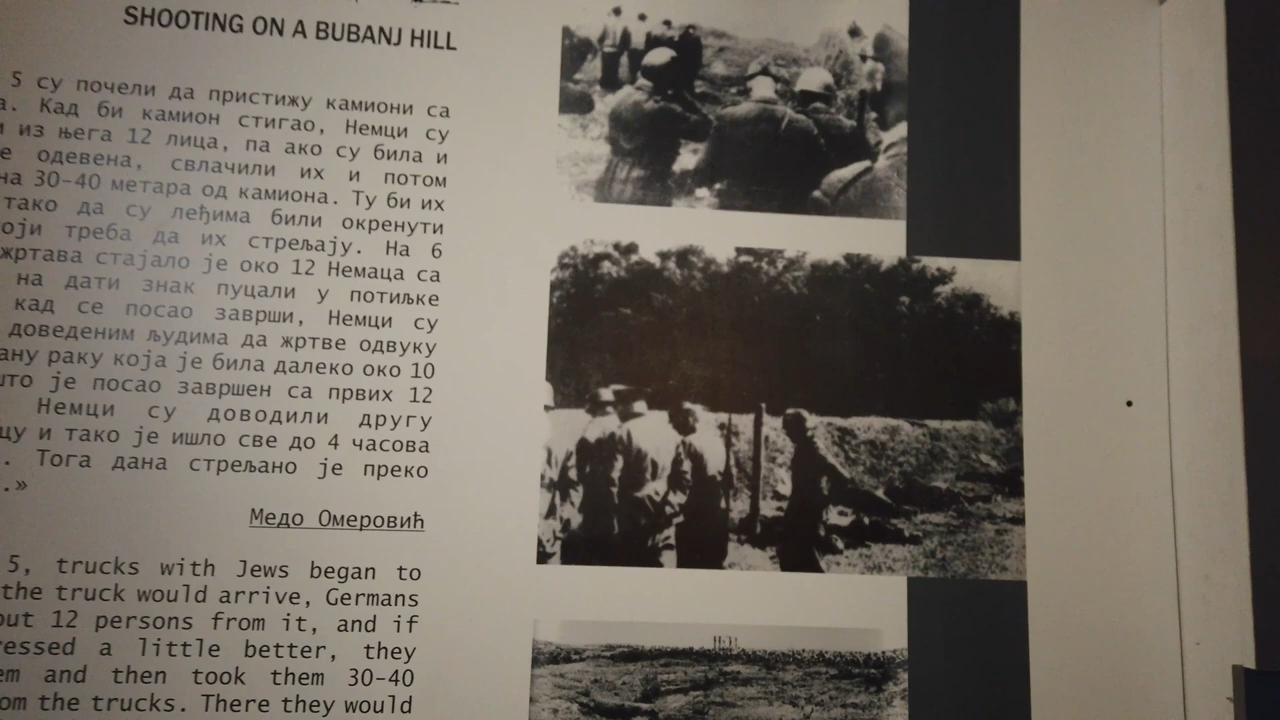 SHOOTING ON A BUBANJ HILL
5 су почели да пристижу камиони са
а. Кад би камион стигао, Немци су
и из њега 12 лица, па ако су била и
е одевена, свлачили их и потом
на 30-40 метара од камиона. Ту би их
тако да су леђима били окренути
оји треба да их стрељају. На 6
жртава стајало је око 12 Немаца са
на дати знак пуцали у потиљке
кад се посао заврши, Немци су
доведеним људима да жртве одвуку
ану раку која је била далеко око 10
што је посао завршен са првих 12
Немци су доводили другу
цу и тако је ишло све до 4 часова
. Тога дана стрељано је преко
.»
Медо Омеровић
5, trucks with Jews began to
the truck would arrive, Germans
out 12 persons from it, and if
ressed a little better, they
em and then took them 30-40
om the trucks. There they would